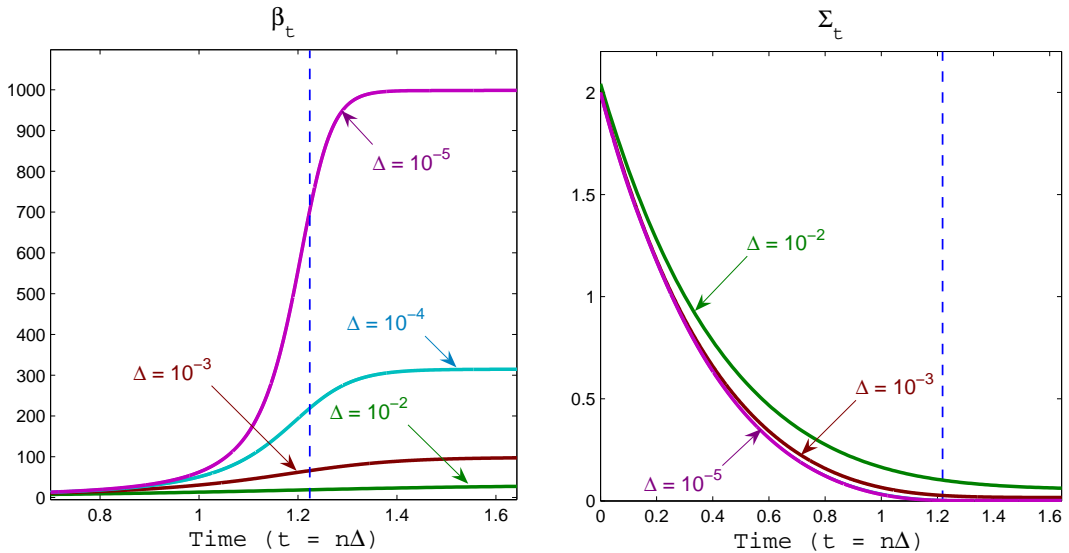 β_t
1000
900
800
700
600
500
400
300
200
100
0
0.8
1
1.2
1.4
1.6
Time (t = nΔ)
Δ = 10⁻⁵
Δ = 10⁻⁴
Δ = 10⁻³
Δ = 10⁻²
Σ_t
2
1.5
1
0.5
0
0
0.2
0.4
0.6
0.8
1
1.2
1.4
1.6
Time (t = nΔ)
Δ = 10⁻²
Δ = 10⁻³
Δ = 10⁻⁵